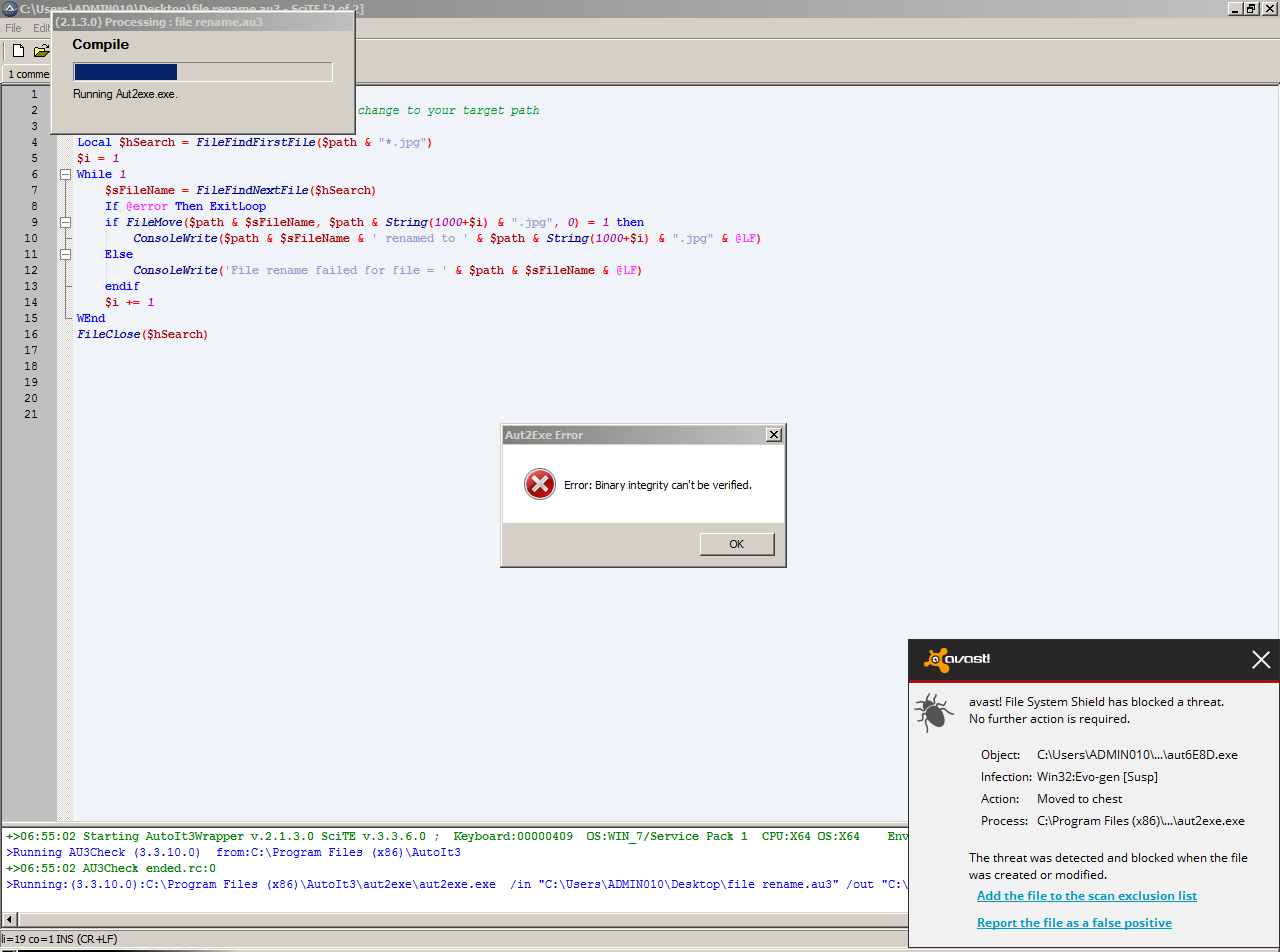 C:\Users\ADMIN010\Desktop\file rename.au3 - SciTE [2 of 2]
(2.1.3.0) Processing : file rename.au3
File Edit
Compile
1 comme
Running Aut2exe.exe.
1
2 change to your target path
3
4 Local $hSearch = FileFindFirstFile($path & "*.jpg")
5 $i = 1
6 While 1
7 $sFileName = FileFindNextFile($hSearch)
8 If @error Then ExitLoop
9 if FileMove($path & $sFileName, $path & String(1000+$i) & ".jpg", 0) = 1 then
10 ConsoleWrite($path & $sFileName & ' renamed to ' & $path & String(1000+$i) & ".jpg" & @LF)
11 Else
12 ConsoleWrite('File rename failed for file = ' & $path & $sFileName & @LF)
13 endif
14 $i += 1
15 WEnd
16 FileClose($hSearch)
17
18
19
20
21
Aut2Exe Error
Error: Binary integrity can't be verified.
OK
avast!
avast! File System Shield has blocked a threat.
No further action is required.
Object: C:\Users\ADMIN010\...\aut6E8D.exe
Infection: Win32:Evo-gen [Susp]
Action: Moved to chest
Process: C:\Program Files (x86)\...\aut2exe.exe
The threat was detected and blocked when the file
was created or modified.
Add the file to the scan exclusion list
Report the file as a false positive
+>06:55:02 Starting AutoIt3Wrapper v.2.1.3.0 SciTE v.3.3.6.0 ; Keyboard:00000409 OS:WIN_7/Service Pack 1 CPU:X64 OS:X64 Env
>Running AU3Check (3.3.10.0) from:C:\Program Files (x86)\AutoIt3
+>06:55:02 AU3Check ended.rc:0
>Running:(3.3.10.0):C:\Program Files (x86)\AutoIt3\aut2exe\aut2exe.exe /in "C:\Users\ADMIN010\Desktop\file rename.au3" /out "C:\
li=19 co=1 INS (CR+LF)